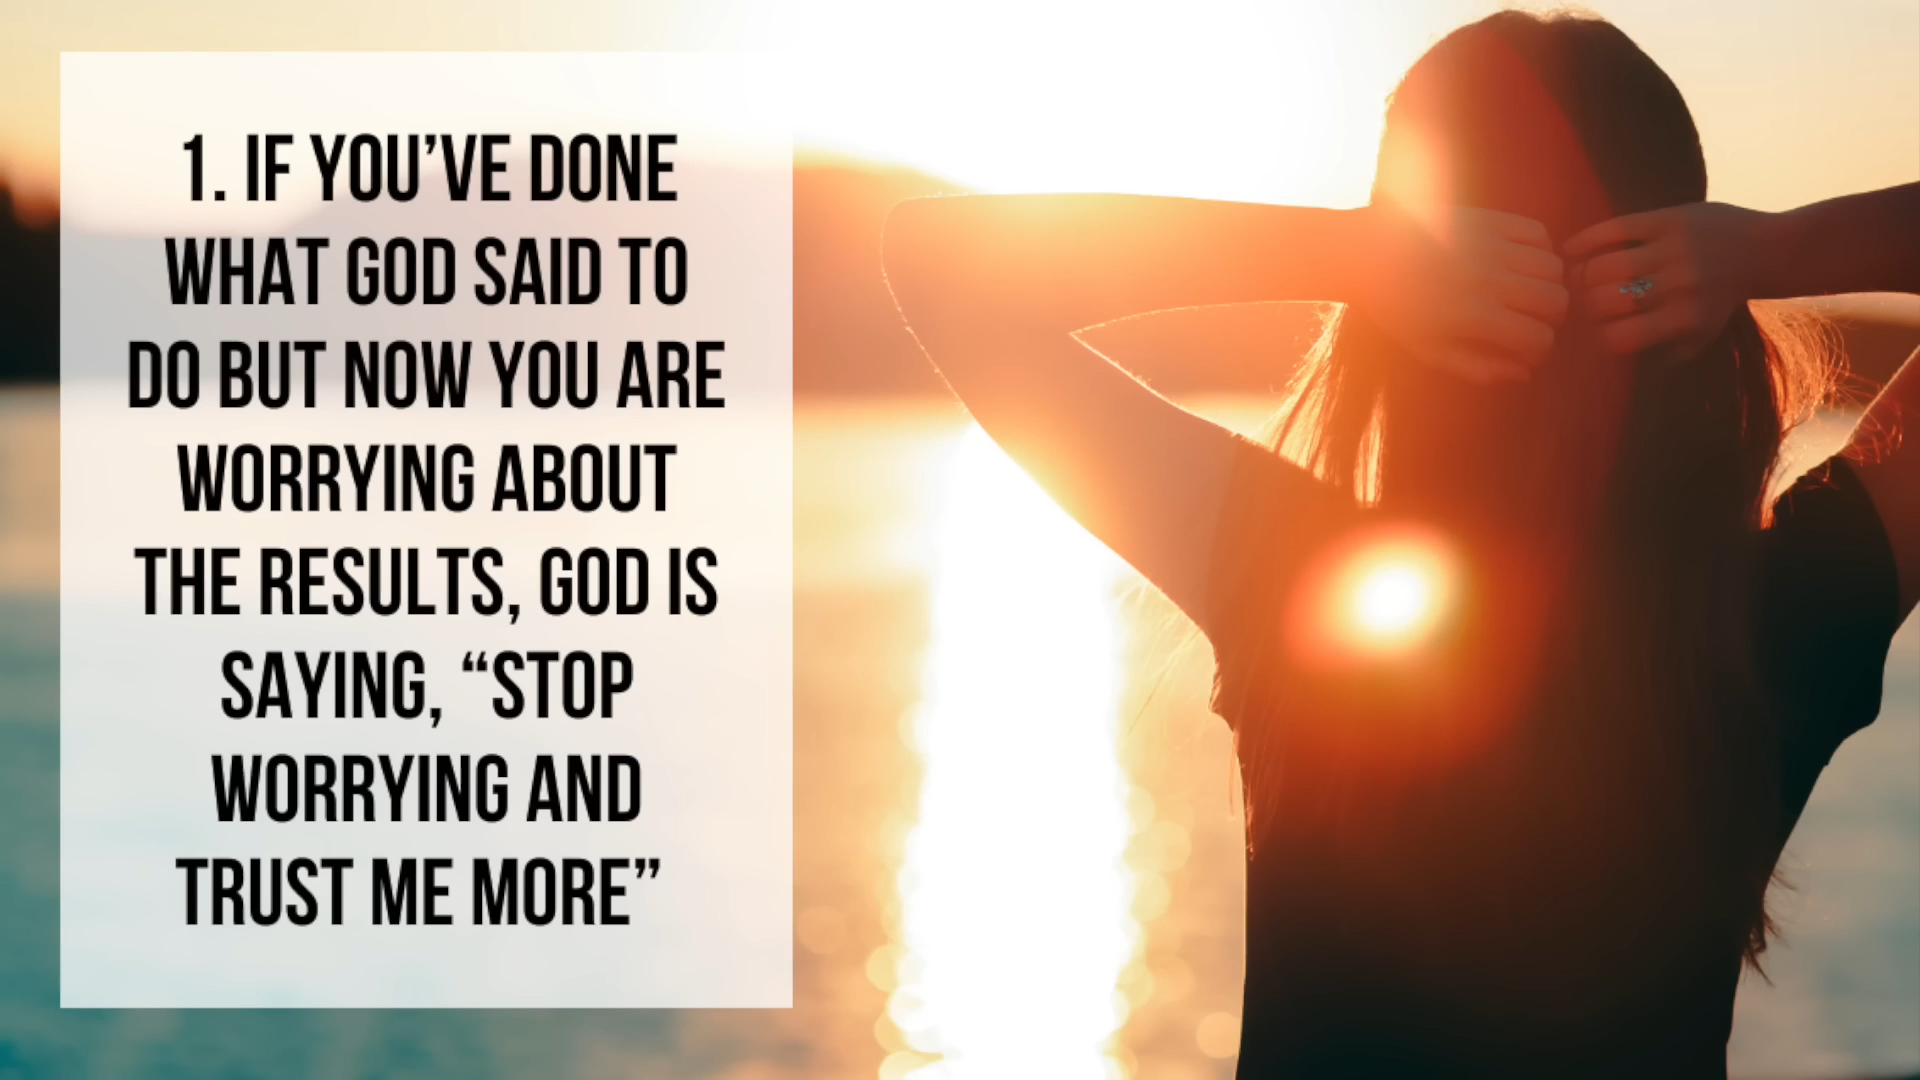 1. IF YOU’VE DONE
WHAT GOD SAID TO
DO BUT NOW YOU ARE
WORRYING ABOUT
THE RESULTS, GOD IS
SAYING, “STOP
WORRYING AND
TRUST ME MORE”